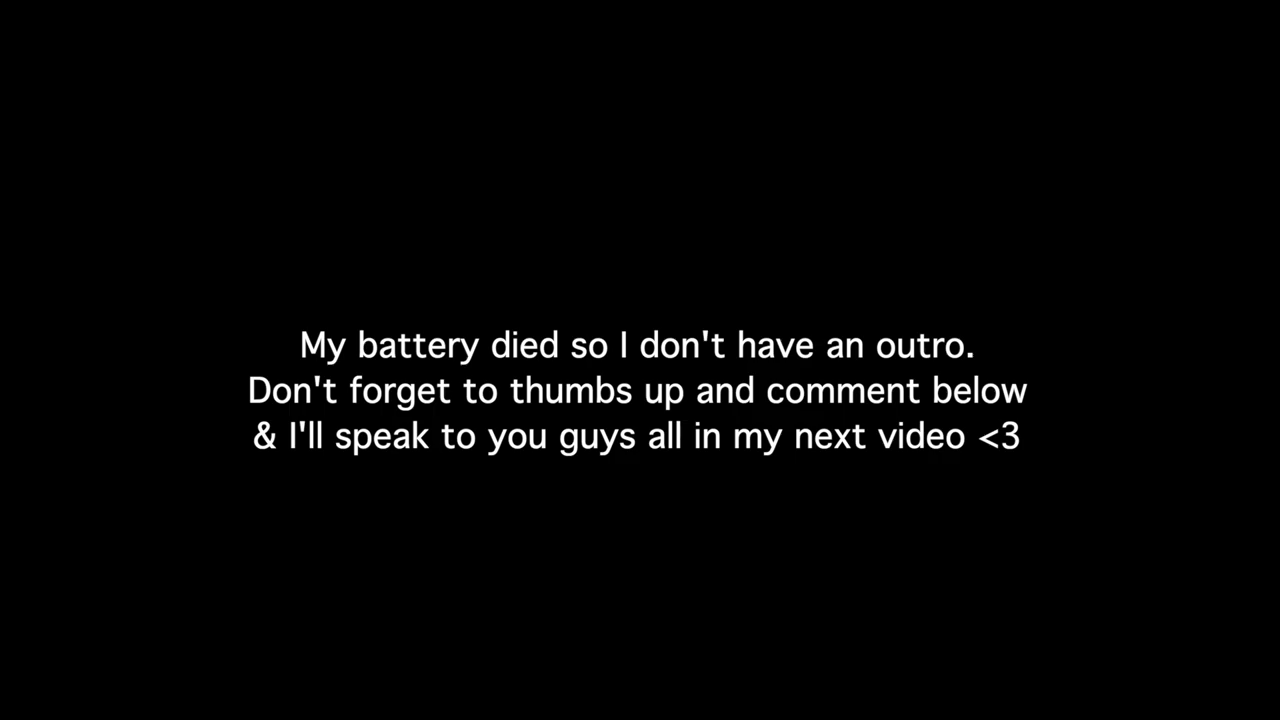 My battery died so I don't have an outro.
Don't forget to thumbs up and comment below
& I'll speak to you guys all in my next video <3